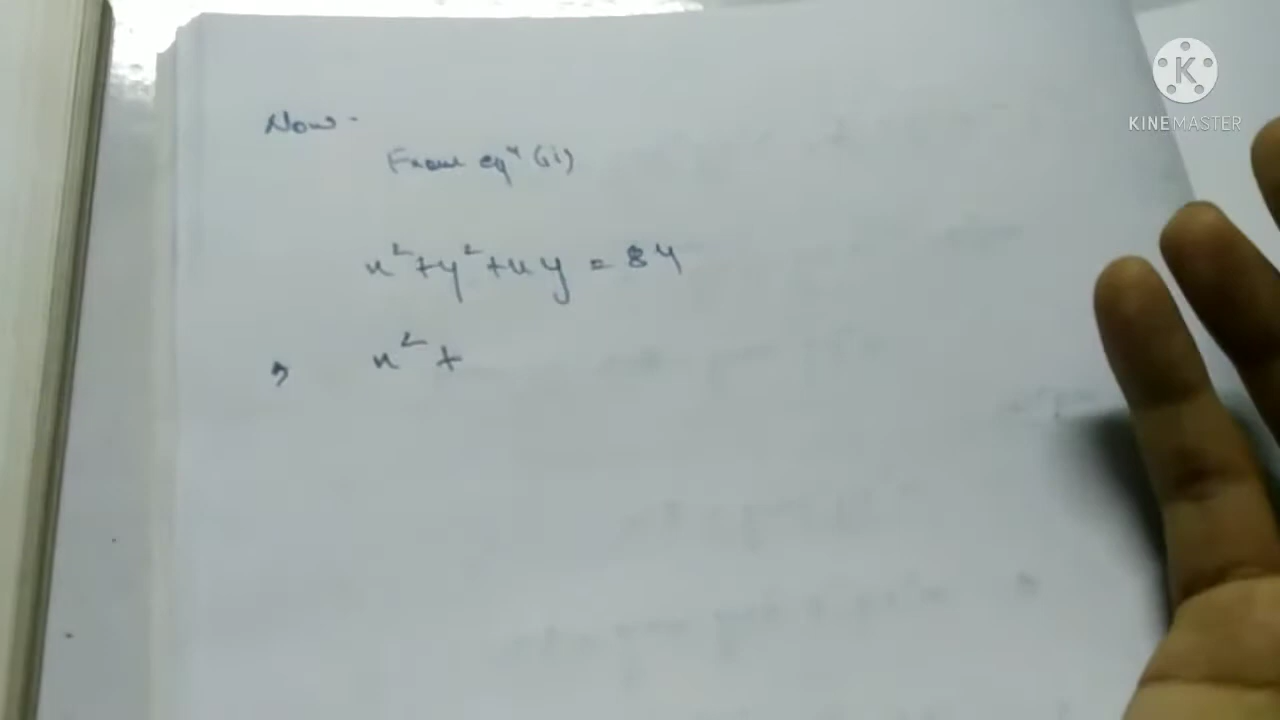 Now -
From eqⁿ (ii)
x² + y² + xy = 84
⇒ x² +
K
KINEMASTER